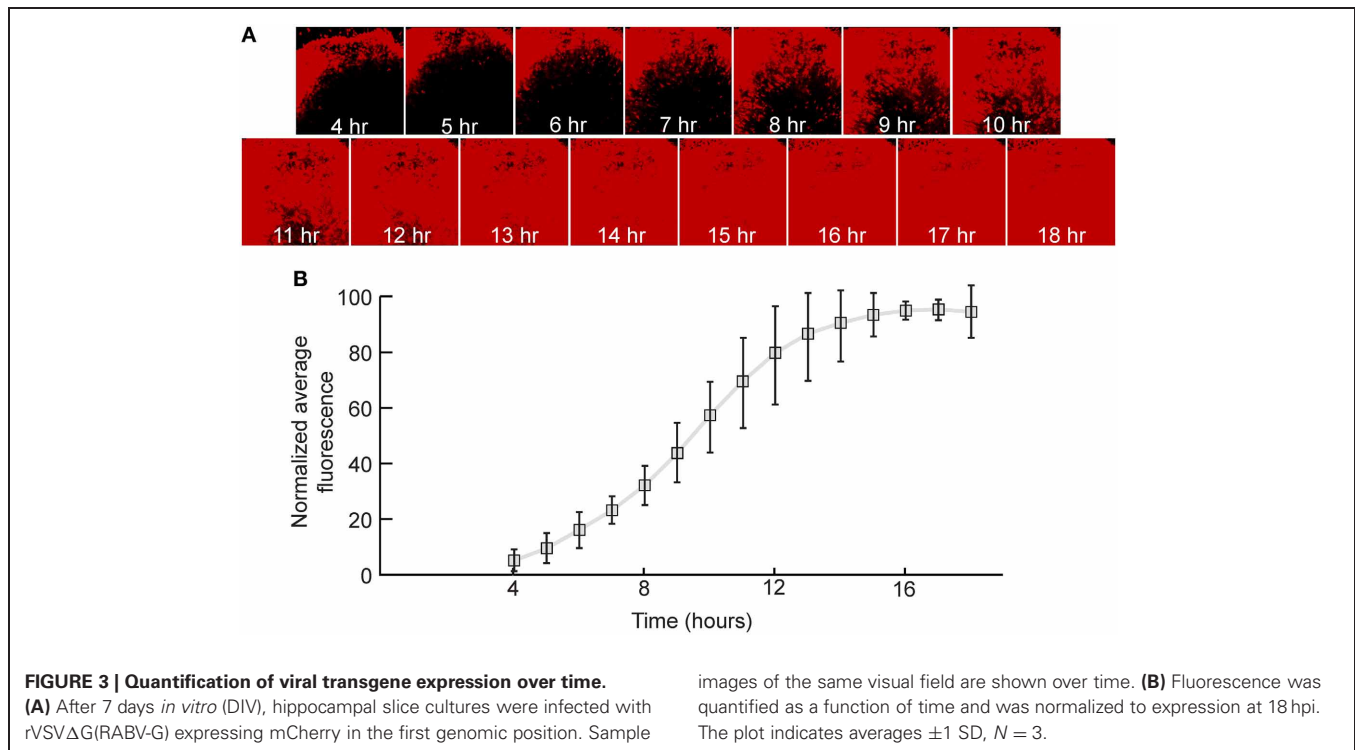 A
4 hr 5 hr 6 hr 7 hr 8 hr 9 hr 10 hr
11 hr 12 hr 13 hr 14 hr 15 hr 16 hr 17 hr 18 hr
B
100
80
60
40
20
0
Normalized average
fluorescence
4 8 12 16
Time (hours)
FIGURE 3 | Quantification of viral transgene expression over time.
(A) After 7 days in vitro (DIV), hippocampal slice cultures were infected with
rVSVΔG(RABV-G) expressing mCherry in the first genomic position. Sample
images of the same visual field are shown over time. (B) Fluorescence was
quantified as a function of time and was normalized to expression at 18 hpi.
The plot indicates averages ±1 SD, N = 3.